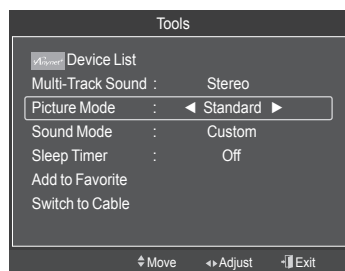 Tools
Device List
Multi-Track Sound : Stereo
Picture Mode : ◄ Standard ►
Sound Mode : Custom
Sleep Timer : Off
Add to Favorite
Switch to Cable
Move Adjust Exit